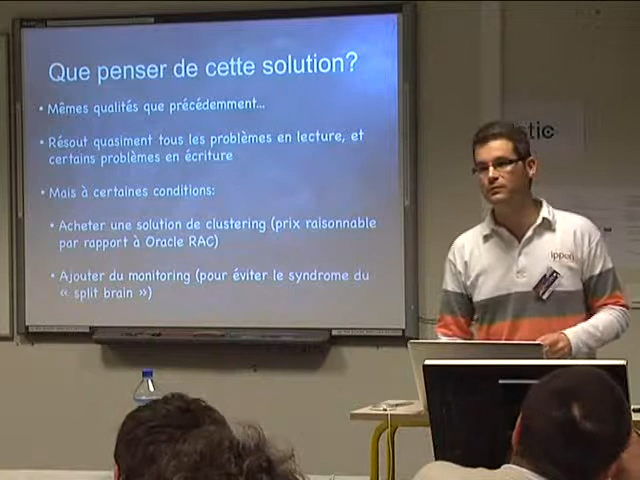 Que penser de cette solution?
• Mêmes qualités que précédemment...
• Résout quasiment tous les problèmes en lecture, et
certains problèmes en écriture
• Mais à certaines conditions:
• Acheter une solution de clustering (prix raisonnable
par rapport à Oracle RAC)
• Ajouter du monitoring (pour éviter le syndrome du
« split brain »)
stic
ippon